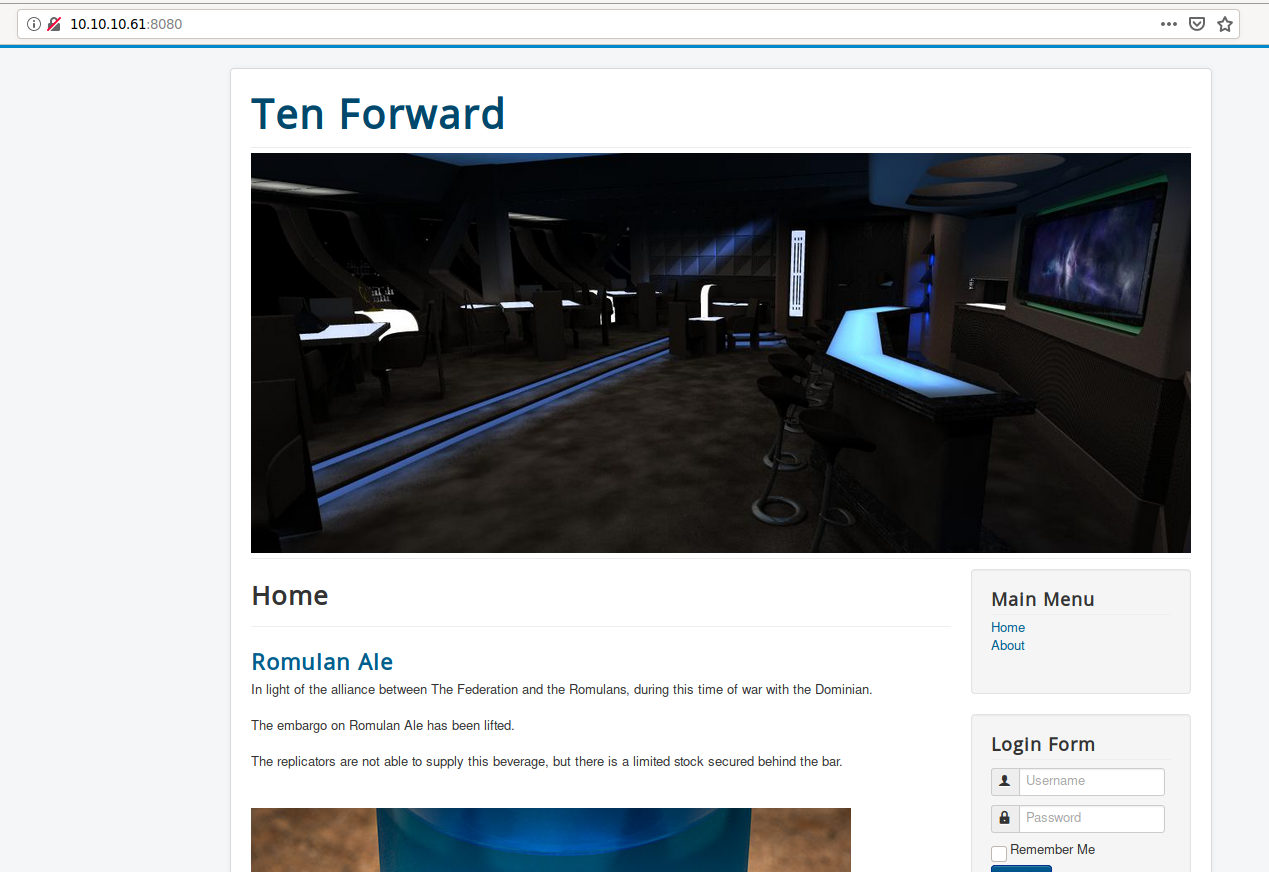 10.10.10.61:8080
Ten Forward
Home
Romulan Ale
In light of the alliance between The Federation and the Romulans, during this time of war with the Dominian.
The embargo on Romulan Ale has been lifted.
The replicators are not able to supply this beverage, but there is a limited stock secured behind the bar.
Main Menu
Home
About
Login Form
Username
Password
Remember Me